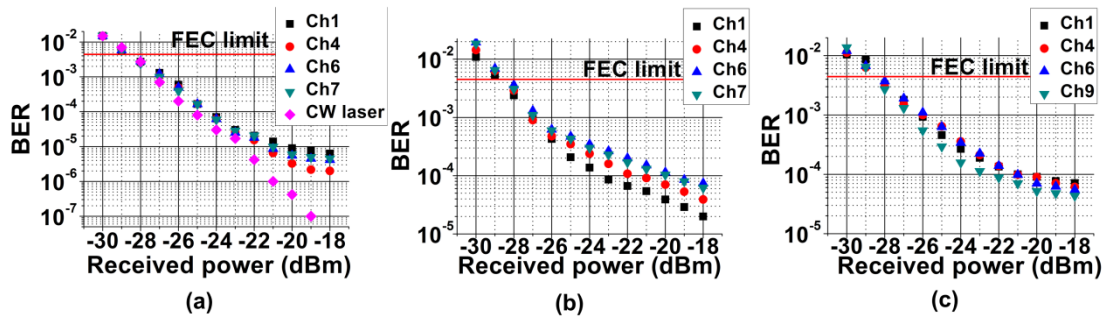 Ch1
Ch4
Ch6
Ch7
CW laser
FEC limit
10^-2
10^-3
10^-4
10^-5
10^-6
10^-7
BER
-30 -28 -26 -24 -22 -20 -18
Received power (dBm)
(a)
Ch1
Ch4
Ch6
Ch7
FEC limit
10^-2
10^-3
10^-4
10^-5
BER
-30 -28 -26 -24 -22 -20 -18
Received power (dBm)
(b)
Ch1
Ch4
Ch6
Ch9
FEC limit
10^-2
10^-3
10^-4
10^-5
BER
-30 -28 -26 -24 -22 -20 -18
Received power (dBm)
(c)